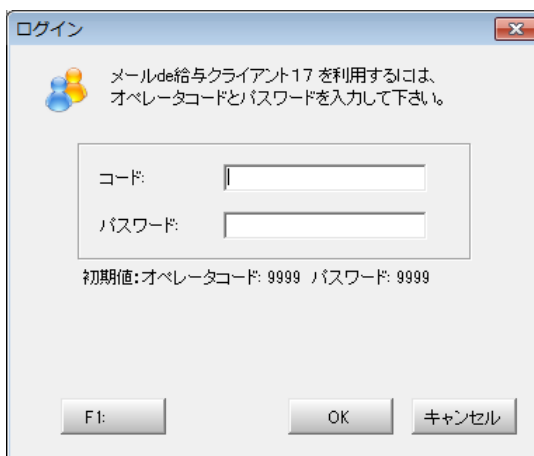 ログイン
メールde給与クライアント17 を利用するには、
オペレータコードとパスワードを入力して下さい。
コード:
パスワード:
初期値:オペレータコード: 9999 パスワード: 9999
F1:
OK
キャンセル